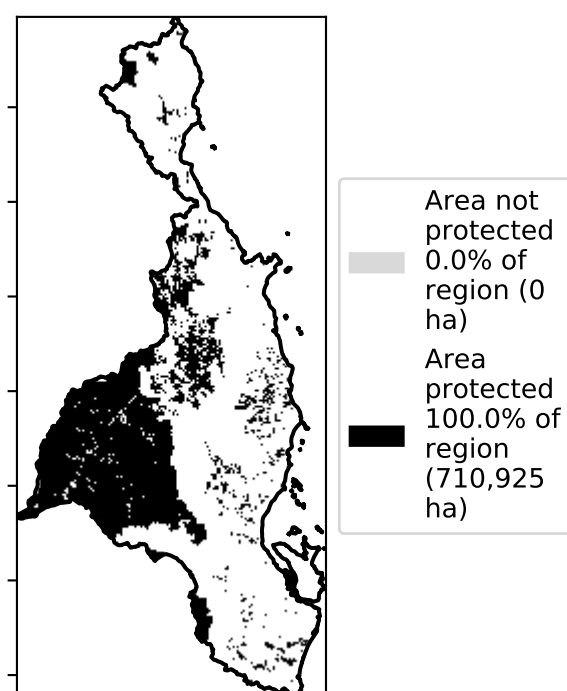 Area not
protected
0.0% of
region (0
ha)
Area
protected
100.0% of
region
(710,925
ha)